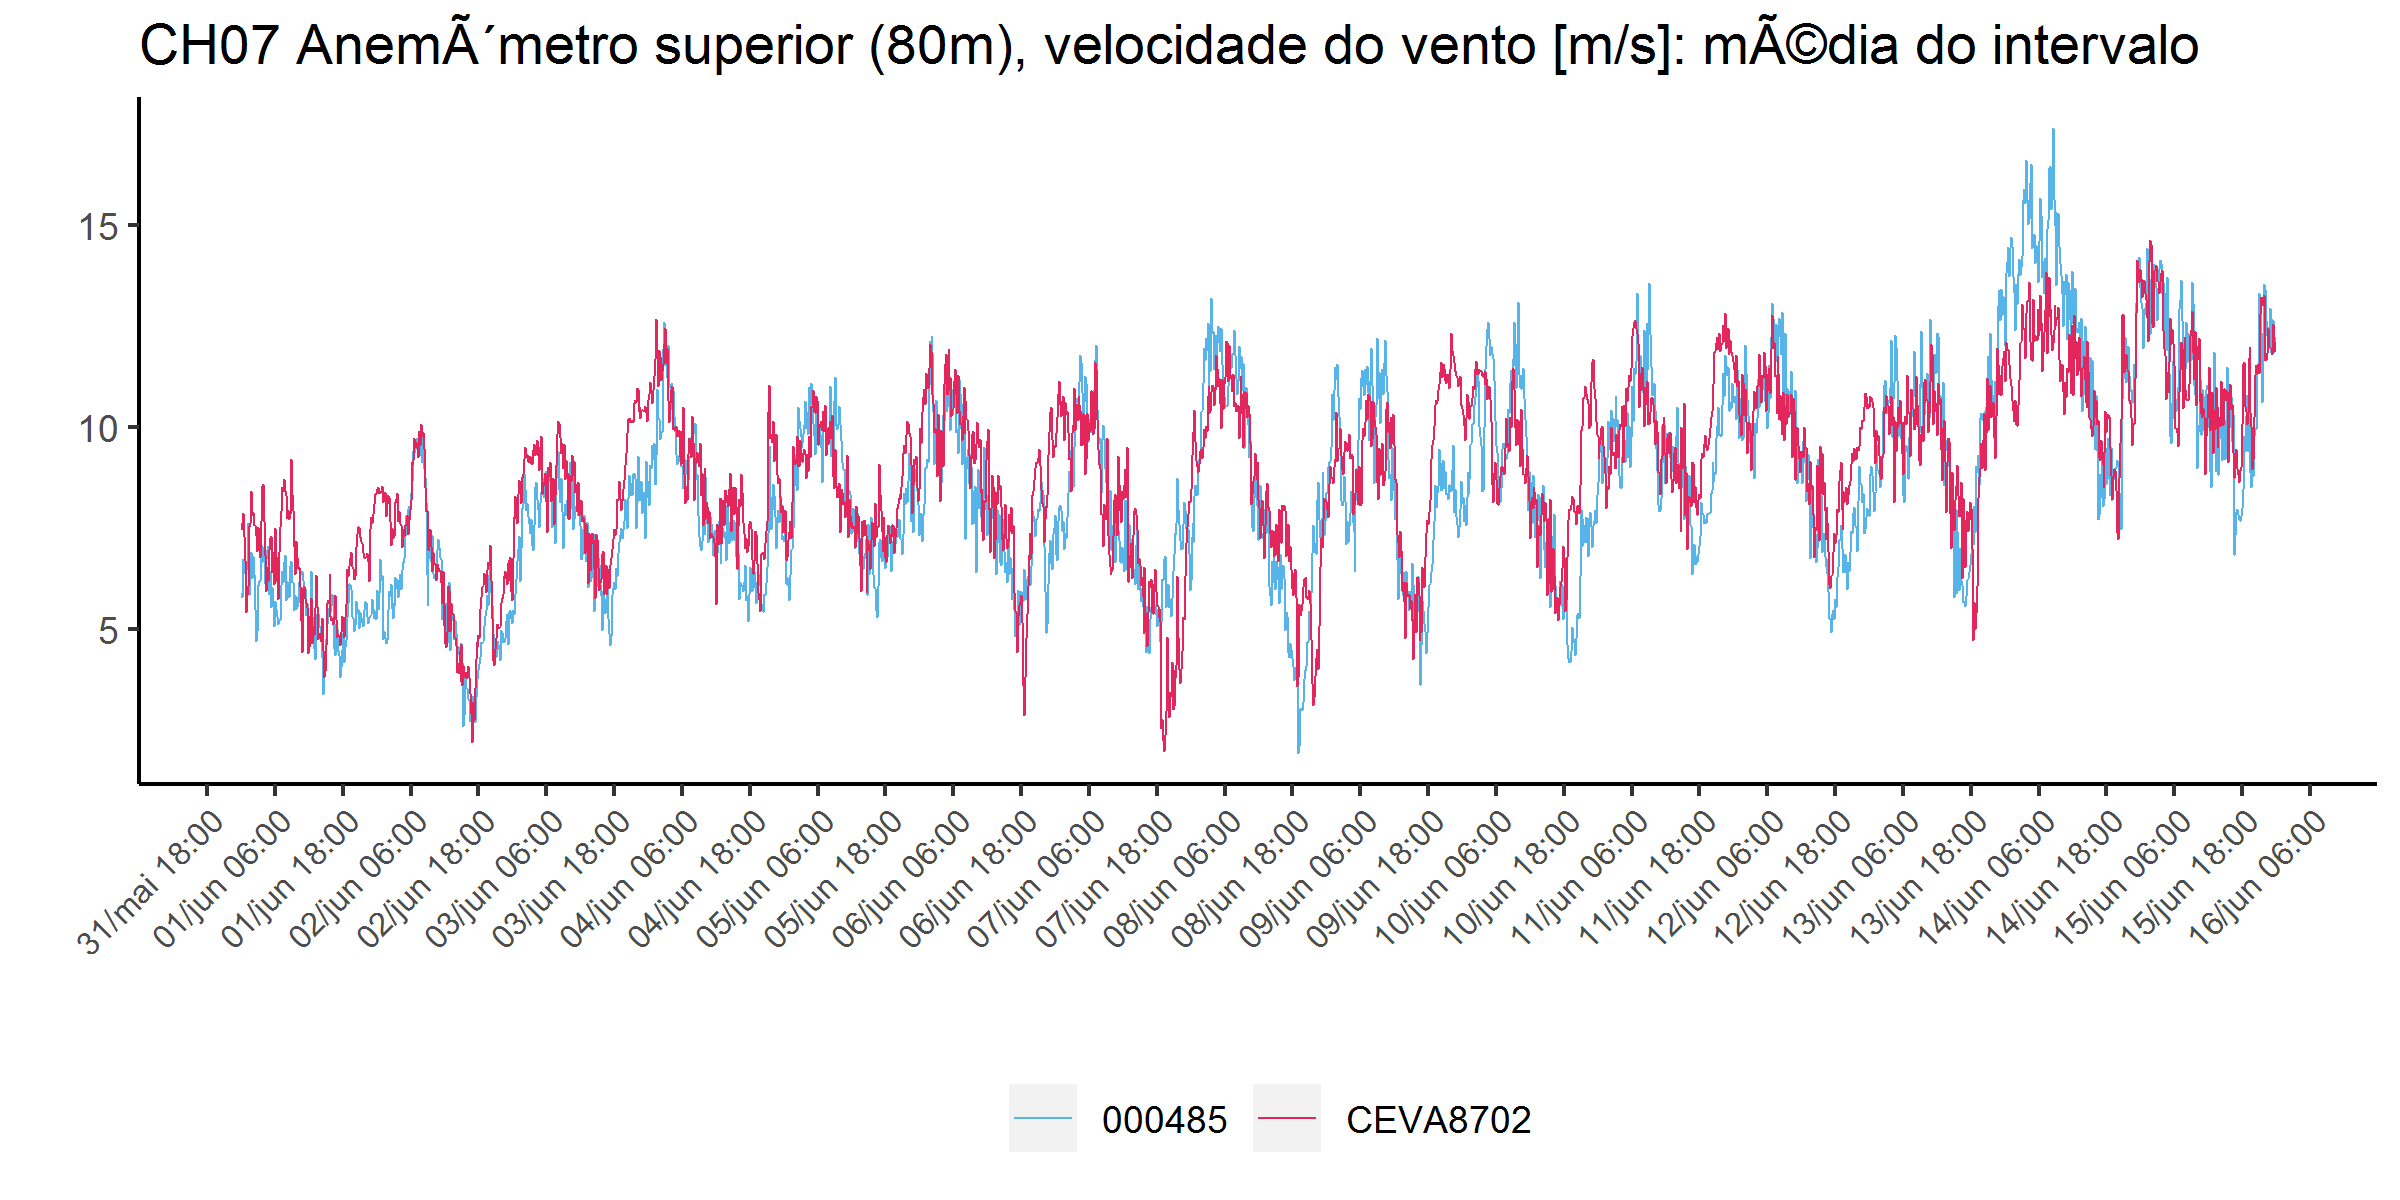 CH07 AnemÃ´metro superior (80m), velocidade do vento [m/s]: mÃ©dia do intervalo
15
10
5
31/mai 18:00
01/jun 06:00
01/jun 18:00
02/jun 06:00
02/jun 18:00
03/jun 06:00
03/jun 18:00
04/jun 06:00
04/jun 18:00
05/jun 06:00
05/jun 18:00
06/jun 06:00
06/jun 18:00
07/jun 06:00
07/jun 18:00
08/jun 06:00
08/jun 18:00
09/jun 06:00
09/jun 18:00
10/jun 06:00
10/jun 18:00
11/jun 06:00
11/jun 18:00
12/jun 06:00
12/jun 18:00
13/jun 06:00
13/jun 18:00
14/jun 06:00
14/jun 18:00
15/jun 06:00
15/jun 18:00
16/jun 06:00
000485
CEVA8702